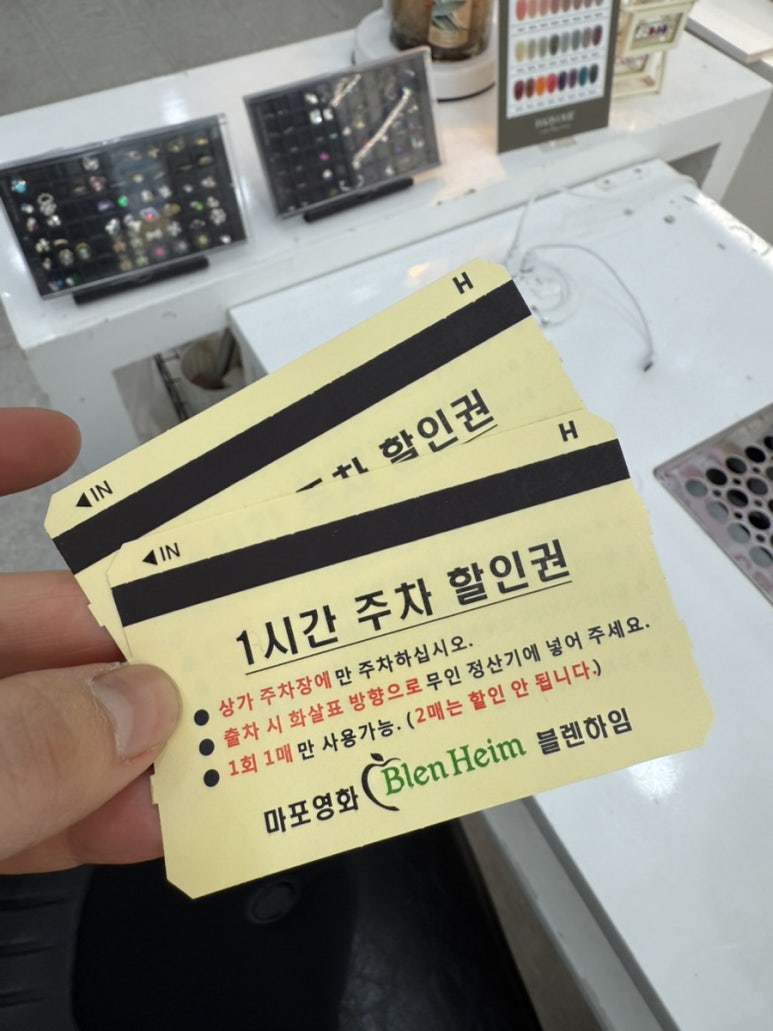 H
◀IN
주차 할인권
H
◀IN
1시간 주차 할인권
● 상가 주차장에 만 주차하십시오.
● 출차 시 화살표 방향으로 무인 정산기에 넣어 주세요.
● 1회 1매 만 사용가능. (2매는 할인 안 됩니다.)
마포영화 BlenHeim 블렌하임